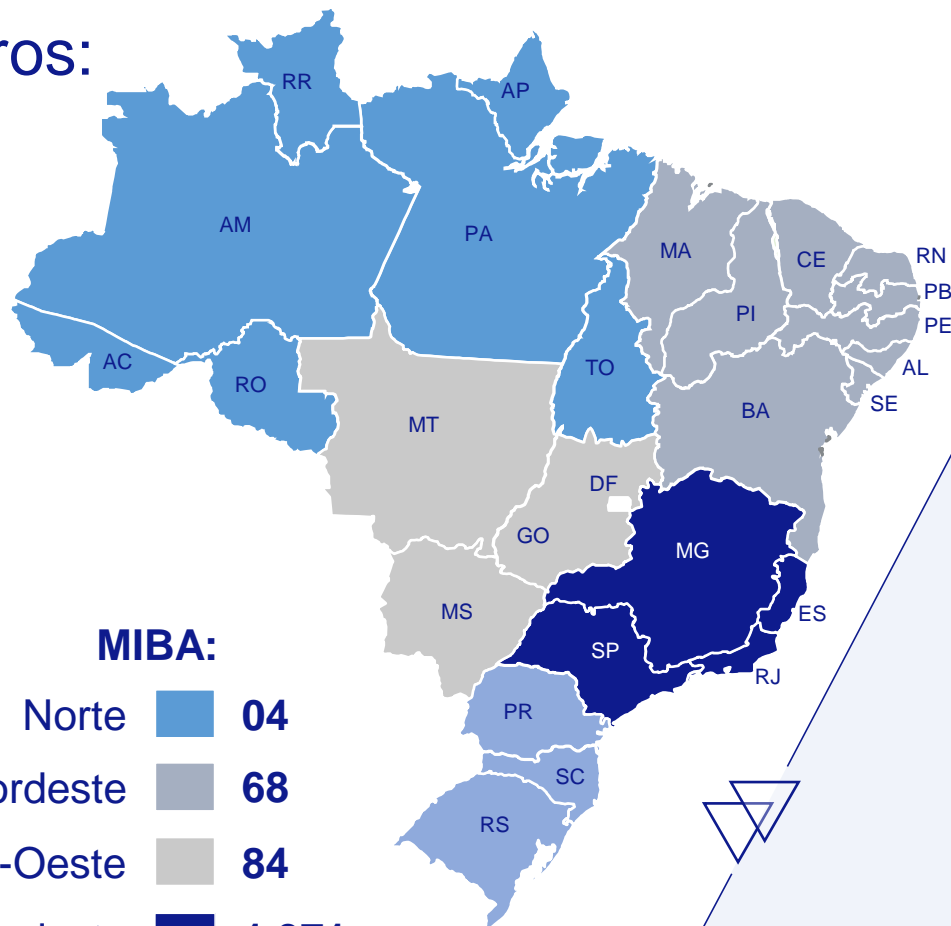 ros:
RR
AP
AM
PA
MA
CE
RN
PB
PI
PE
AC
TO
AL
RO
SE
BA
MT
DF
GO
MG
MS
ES
SP
RJ
PR
SC
RS
MIBA:
Norte 04
ordeste 68
-Oeste 84